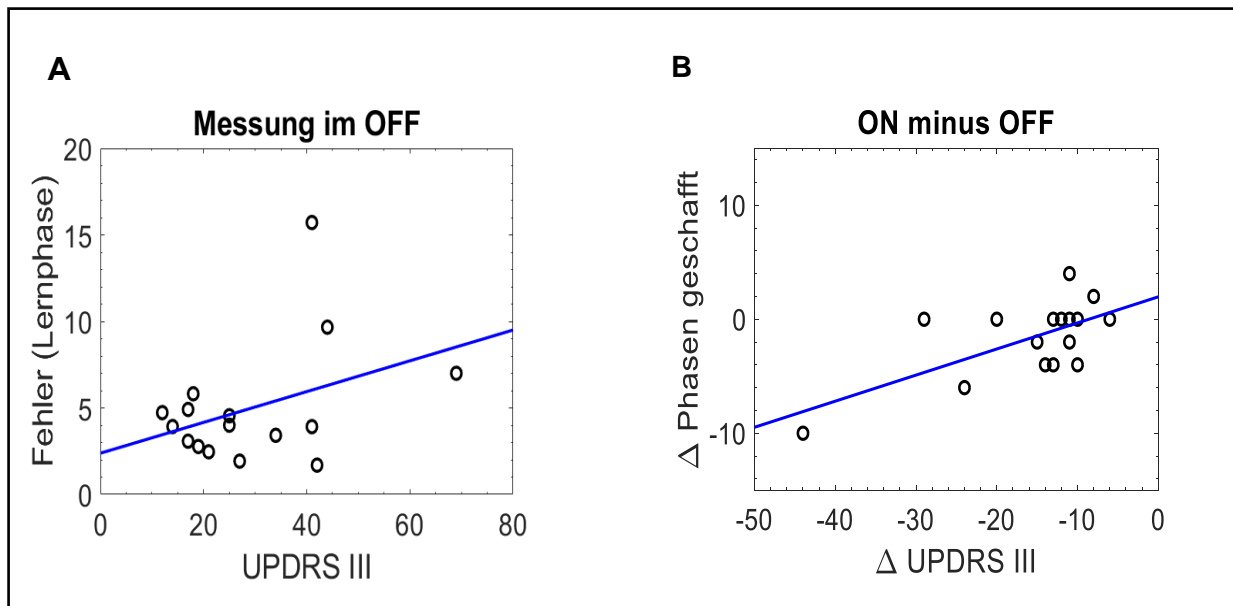 A
B
Messung im OFF
ON minus OFF
Fehler (Lernphase)
20
15
10
5
0
0 20 40 60 80
UPDRS III
Δ Phasen geschafft
10
0
-10
-50 -40 -30 -20 -10 0
Δ UPDRS III